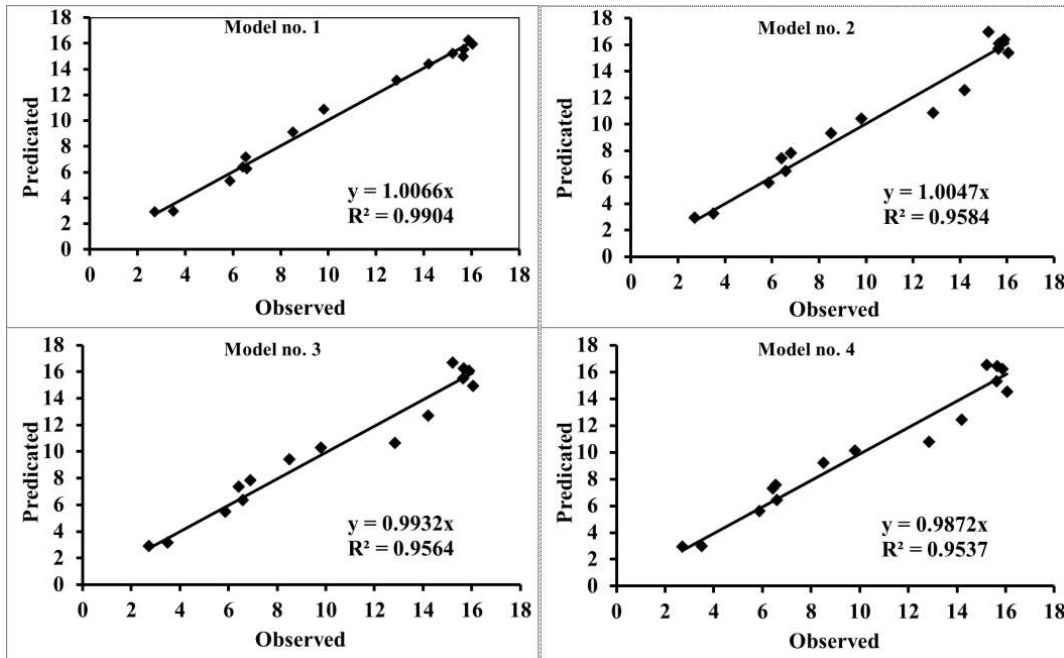 Model no. 1
18
16
14
12
10
8
6
4
2
0
Predicated
y = 1.0066x
R² = 0.9904
0 2 4 6 8 10 12 14 16 18
Observed
Model no. 2
18
16
14
12
10
8
6
4
2
0
Predicated
y = 1.0047x
R² = 0.9584
0 2 4 6 8 10 12 14 16 18
Observed
Model no. 3
18
16
14
12
10
8
6
4
2
0
Predicated
y = 0.9932x
R² = 0.9564
0 2 4 6 8 10 12 14 16 18
Observed
Model no. 4
18
16
14
12
10
8
6
4
2
0
Predicated
y = 0.9872x
R² = 0.9537
0 2 4 6 8 10 12 14 16 18
Observed